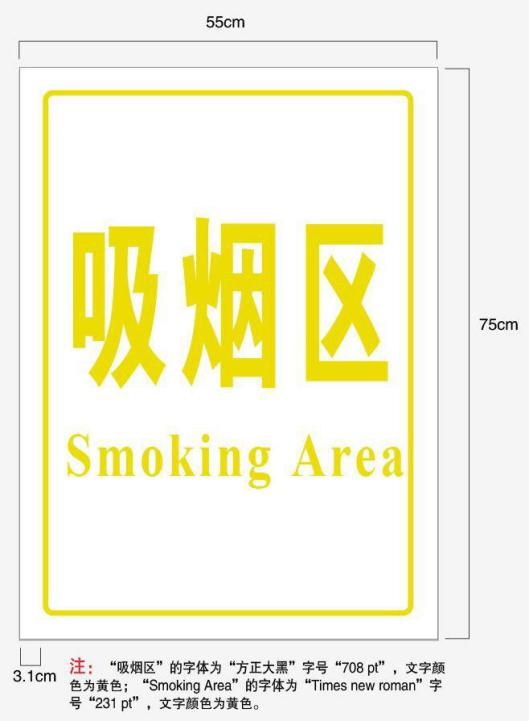 55cm
吸烟区
75cm
Smoking Area
3.1cm
注：“吸烟区”的字体为“方正大黑”字号“708 pt”，文字颜
色为黄色；“Smoking Area”的字体为“Times new roman”字
号“231 pt”，文字颜色为黄色。